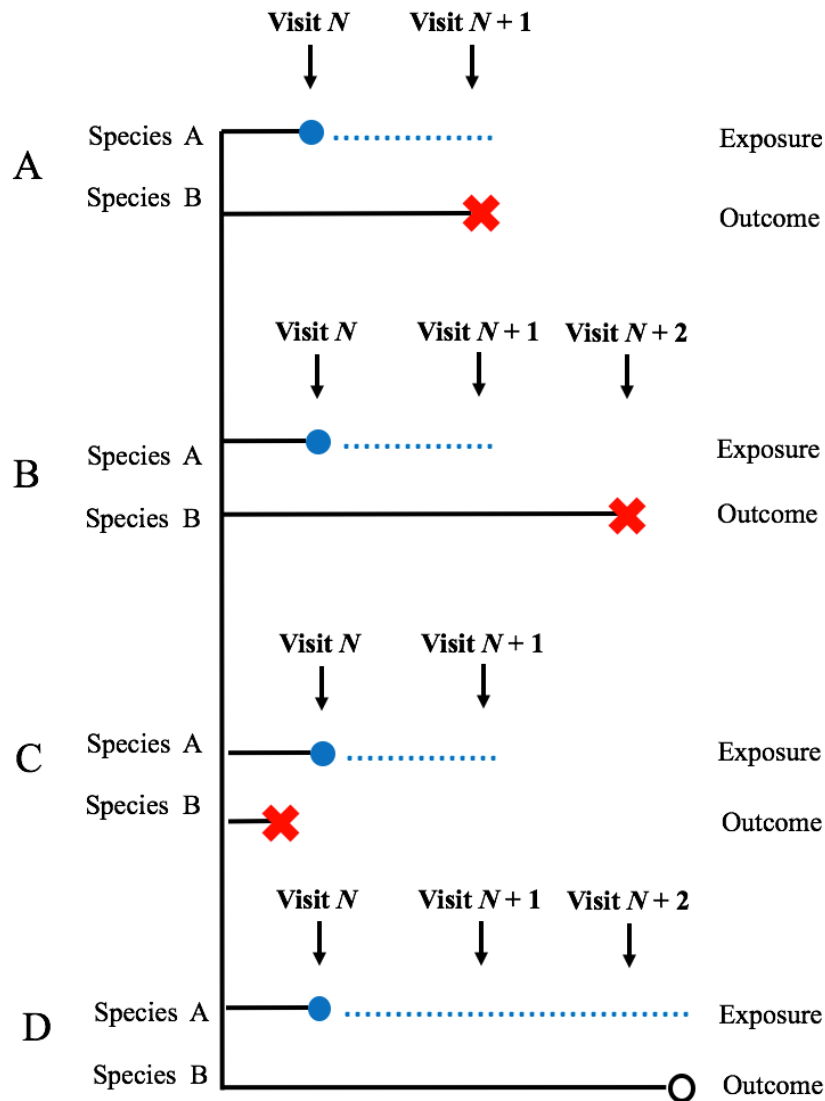 Visit N Visit N + 1
Species A Exposure
A
Species B Outcome
Visit N Visit N + 1 Visit N + 2
Species A Exposure
B
Species B Outcome
Visit N Visit N + 1
Species A Exposure
C
Species B Outcome
Visit N Visit N + 1 Visit N + 2
Species A Exposure
D
Species B Outcome